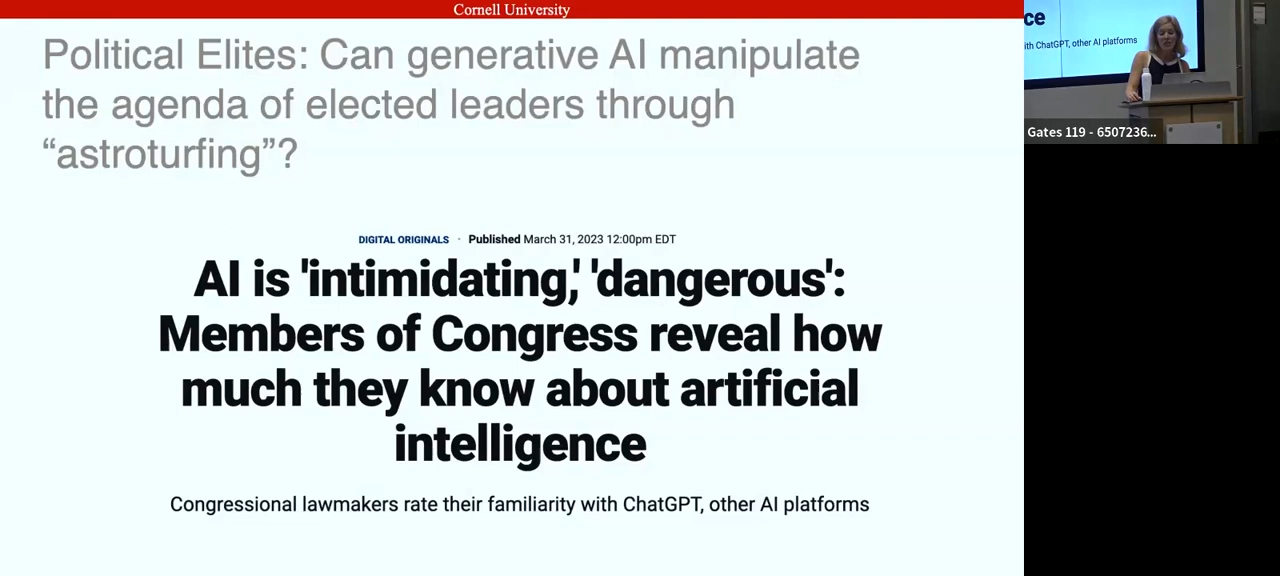 Cornell University
Political Elites: Can generative AI manipulate
the agenda of elected leaders through
“astroturfing”?
DIGITAL ORIGINALS · Published March 31, 2023 12:00pm EDT
AI is 'intimidating,' 'dangerous':
Members of Congress reveal how
much they know about artificial
intelligence
Congressional lawmakers rate their familiarity with ChatGPT, other AI platforms
ce
ith ChatGPT, other AI platforms
Gates 119 - 6507236...